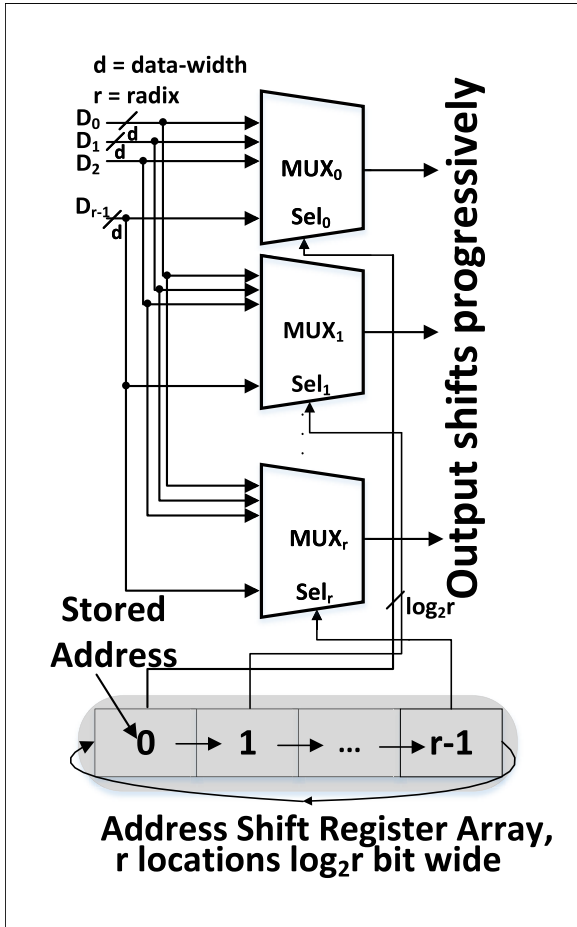 d = data-width
r = radix
D₀
d
D₁
d
D₂
Dᵣ₋₁
d
MUX₀
Sel₀
MUX₁
Sel₁
.
.
.
MUXᵣ
Selᵣ
Output shifts progressively
log₂r
Stored
Address
0
1
...
r-1
Address Shift Register Array,
r locations log₂r bit wide